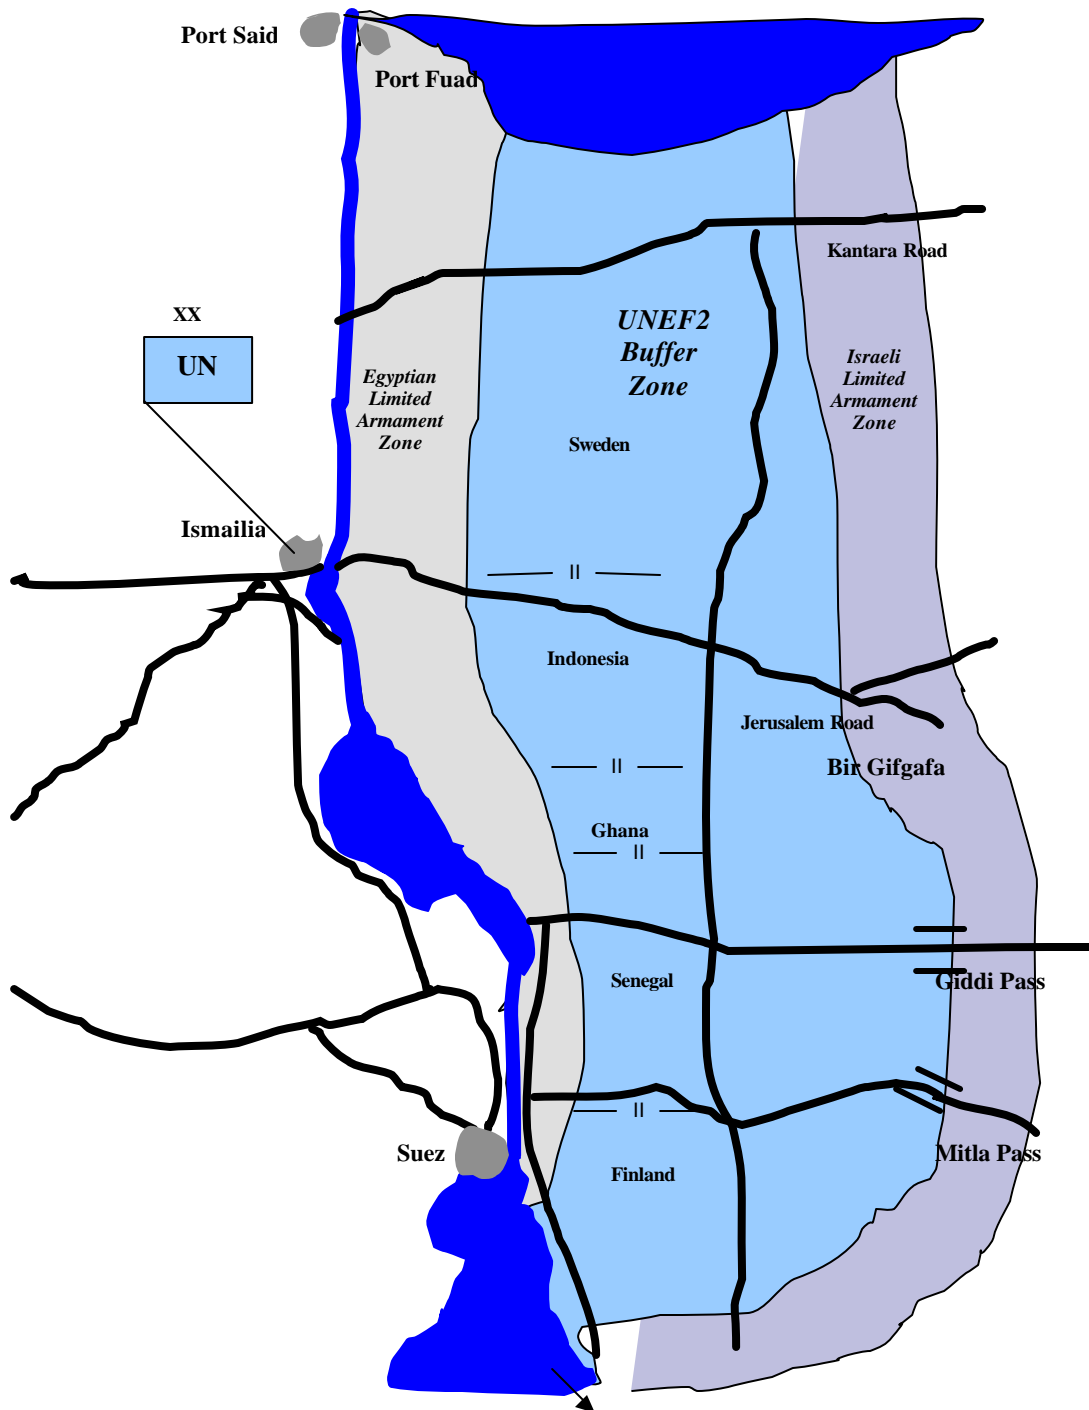 Port Said
Port Fuad
Kantara Road
XX
UN
UNEF2
Buffer
Zone
Egyptian
Limited
Armament
Zone
Israeli
Limited
Armament
Zone
Sweden
Ismailia
II
Indonesia
Jerusalem Road
II
Bir Gifgafa
Ghana
II
Senegal
Giddi Pass
II
Suez
Mitla Pass
Finland